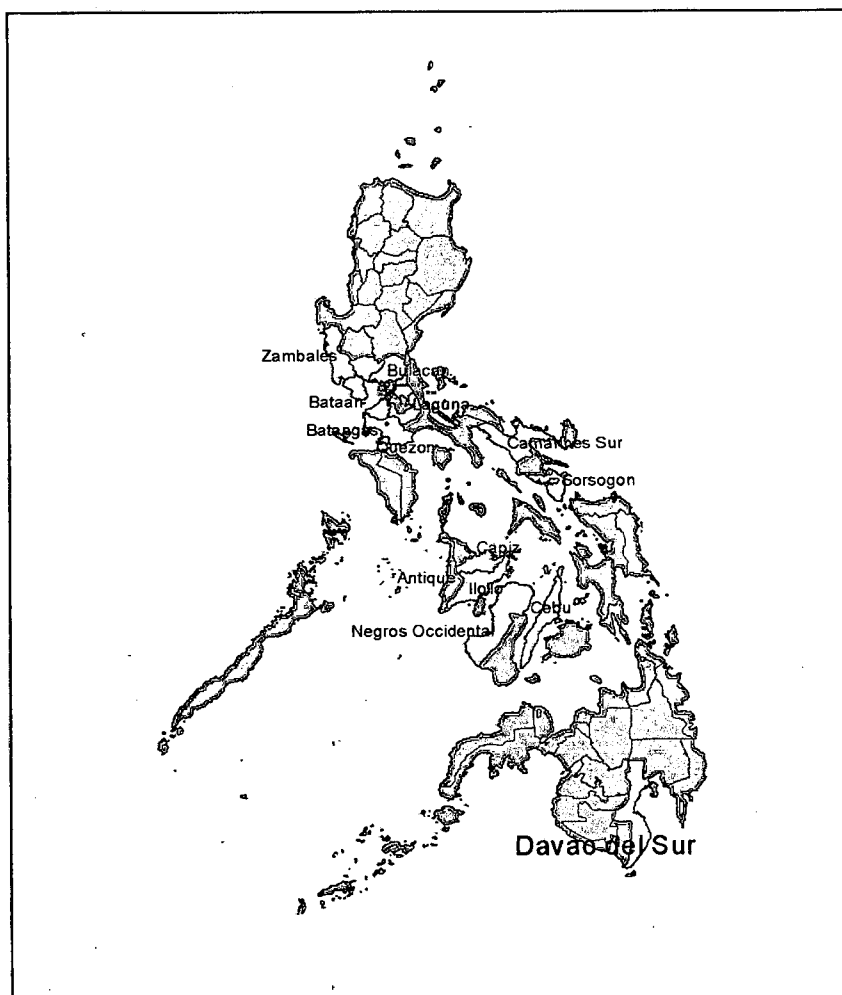 Zambales
Bulacan
Bataan
Laguna
Batangas
Quezon
Camarines Sur
Sorsogon
Capiz
Antique
Iloilo
Cebu
Negros Occidental
Davao del Sur